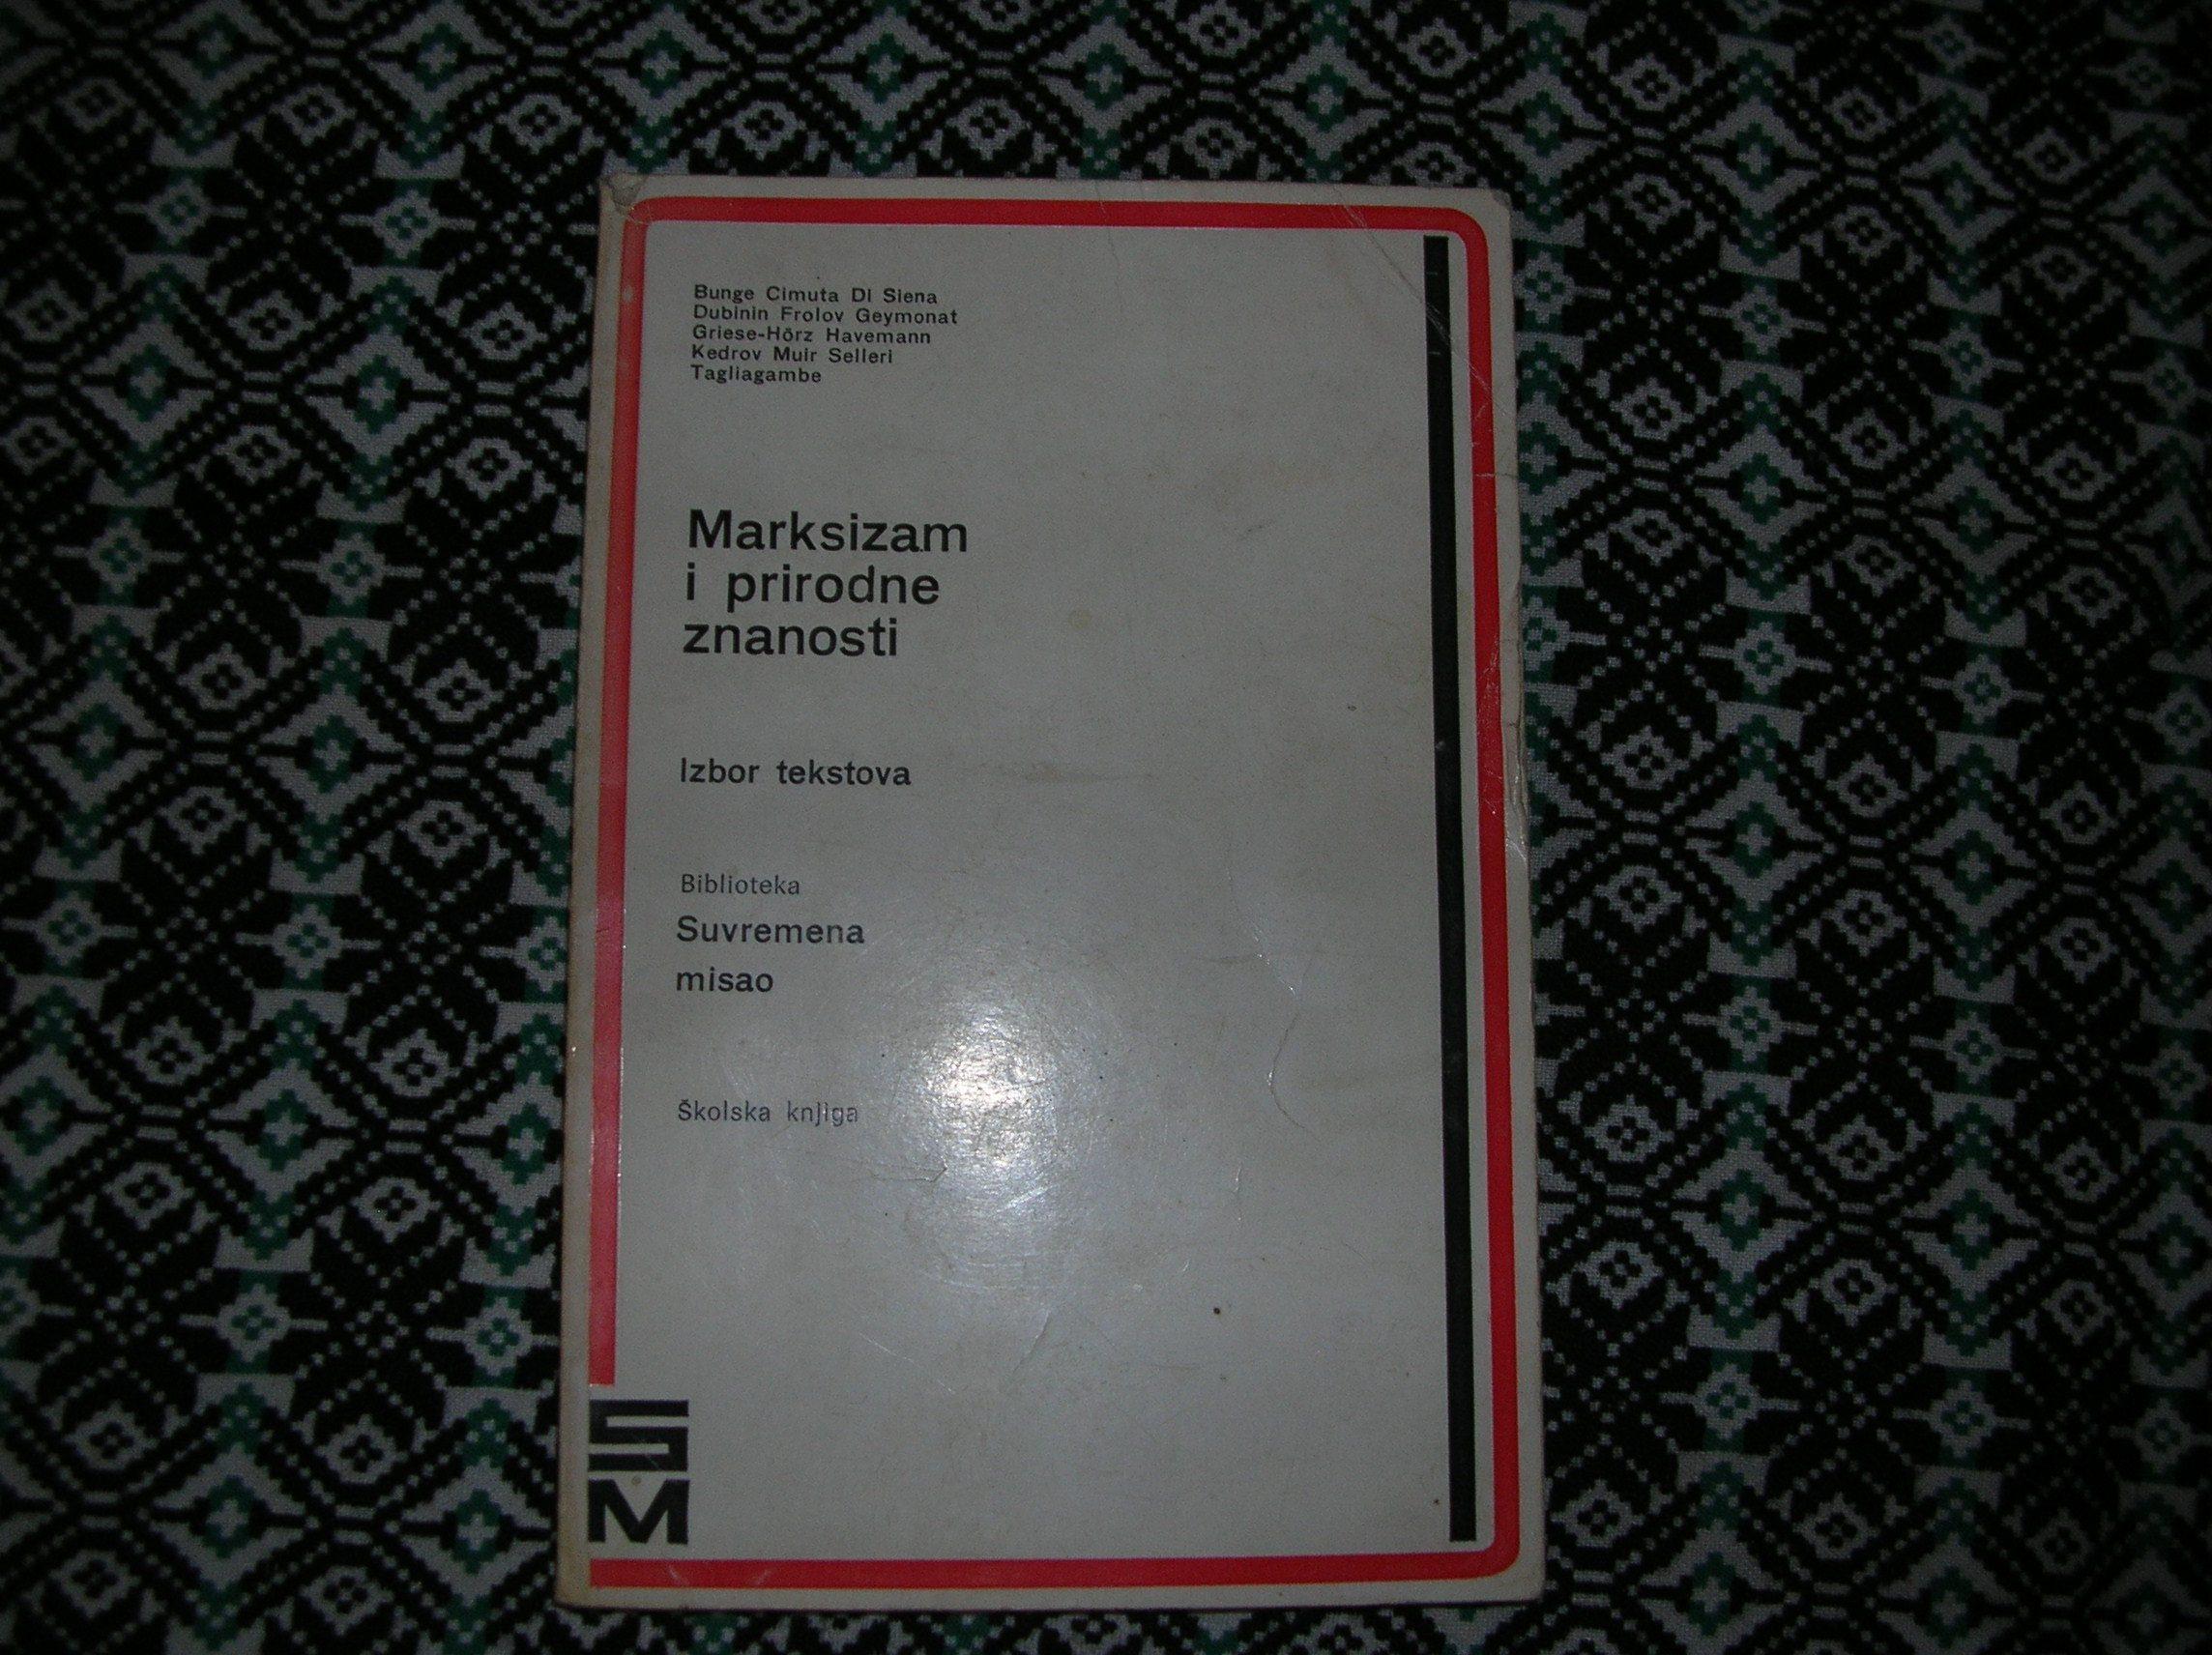 Bunge Cimuta Di Siena
Dubinin Frolov Geymonat
Griese-Hörz Havemann
Kedrov Muir Selleri
Tagliagambe
Marksizam
i prirodne
znanosti
Izbor tekstova
Biblioteka
Suvremena
misao
Školska knjiga
S
M